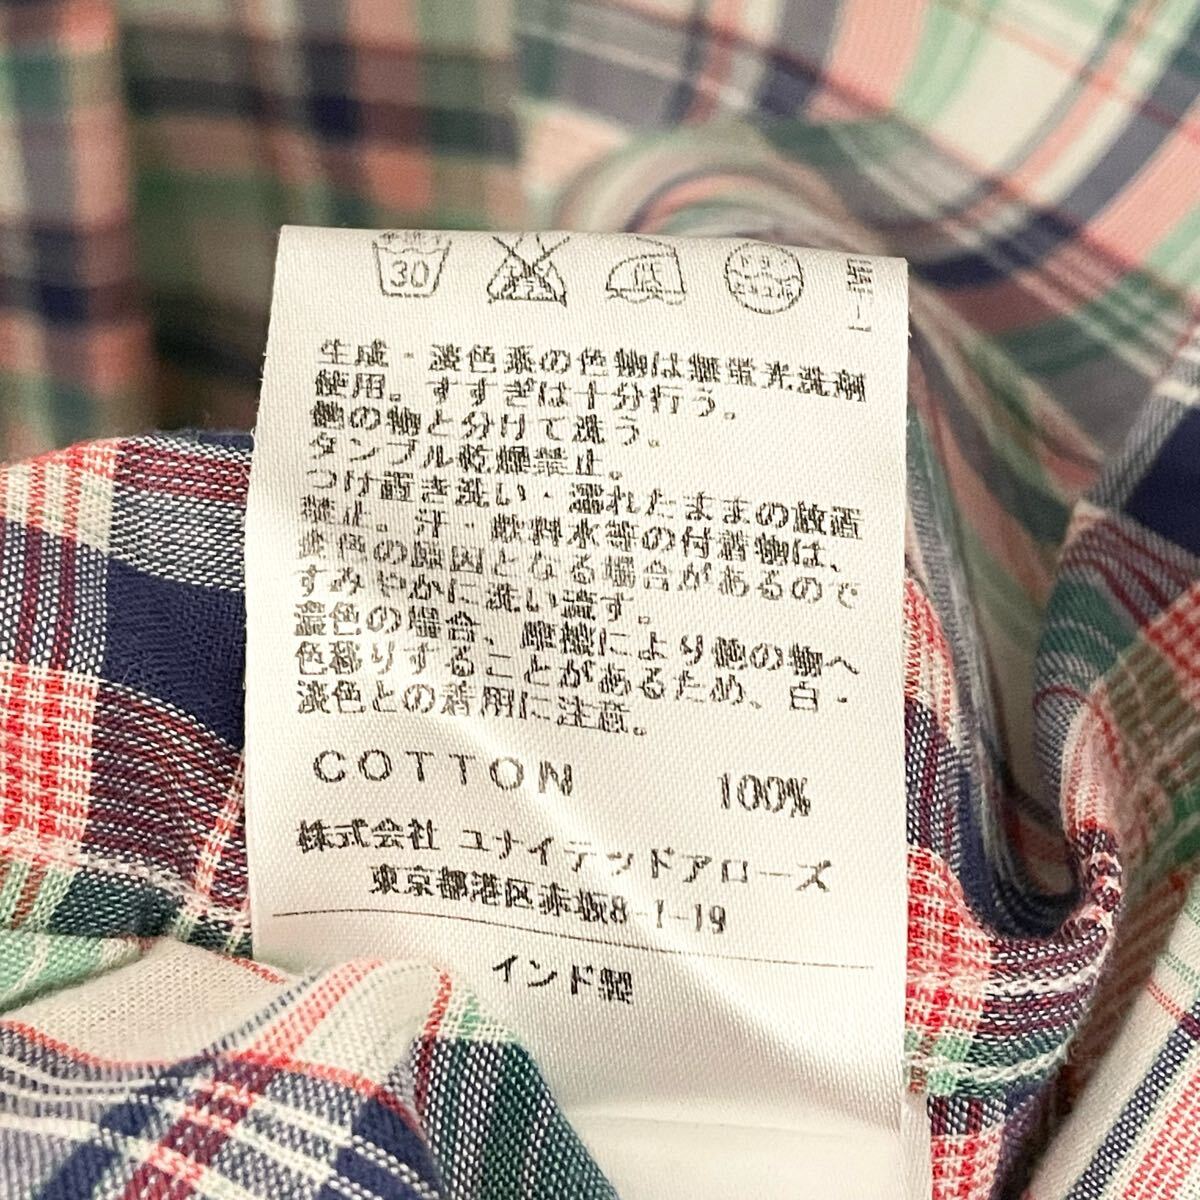 30
低
生成・淡色系の色物は無蛍光洗剤
使用。すすぎは十分行う。
他の物と分けて洗う。
タンブル乾燥禁止。
つけ置き洗い・濡れたままの放置
禁止。汗・飲料水等の付着物は、
変色の原因となる場合があるので
すみやかに洗い流す。
濃色の場合、摩擦により他の物へ
色移りすることがあるため、白・
淡色との着用に注意。
COTTON 100%
株式会社 ユナイテッドアローズ
東京都港区赤坂8-1-19
インド製